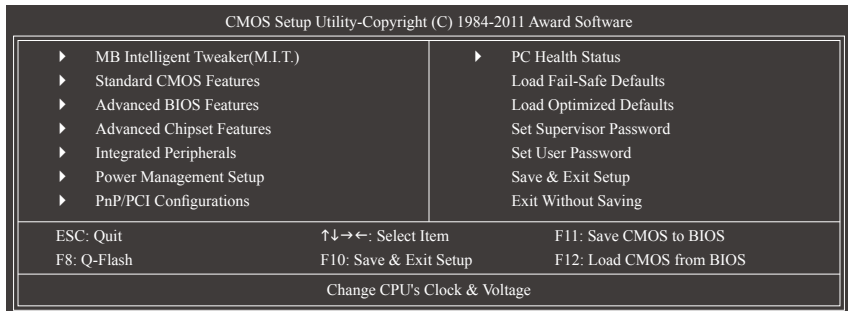 CMOS Setup Utility-Copyright (C) 1984-2011 Award Software
MB Intelligent Tweaker(M.I.T.)
Standard CMOS Features
Advanced BIOS Features
Advanced Chipset Features
Integrated Peripherals
Power Management Setup
PnP/PCI Configurations
PC Health Status
Load Fail-Safe Defaults
Load Optimized Defaults
Set Supervisor Password
Set User Password
Save & Exit Setup
Exit Without Saving
ESC: Quit ↑↓→←: Select Item F11: Save CMOS to BIOS
F8: Q-Flash F10: Save & Exit Setup F12: Load CMOS from BIOS
Change CPU's Clock & Voltage